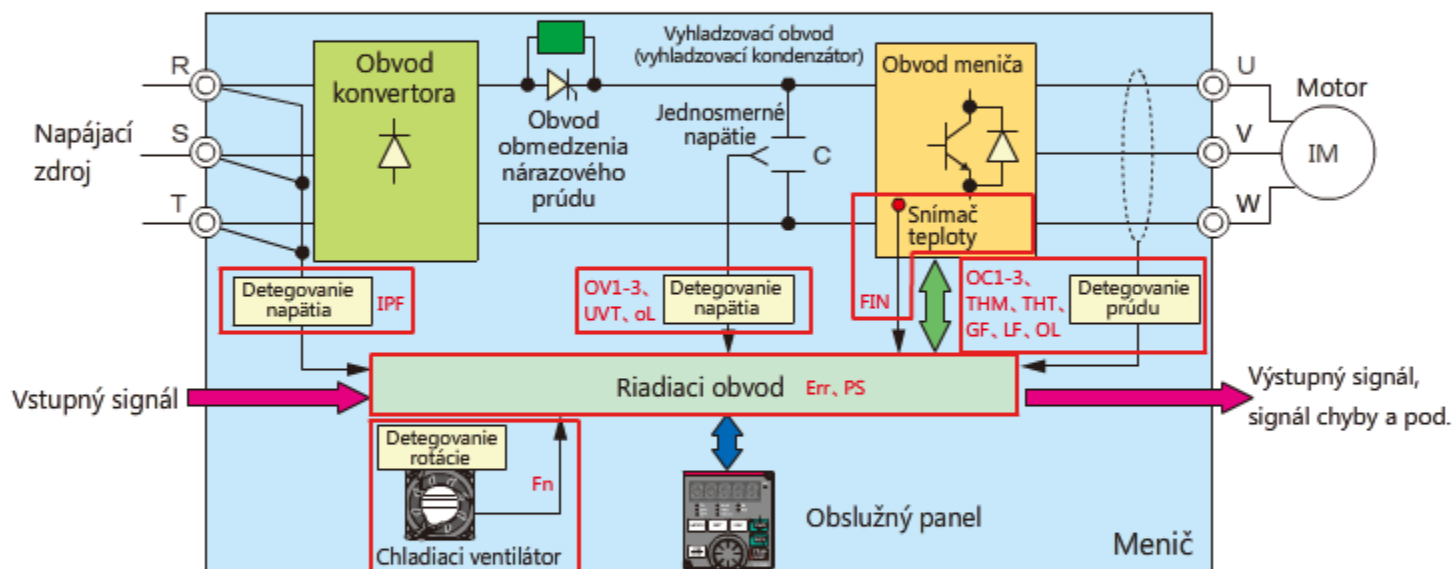 Vyhladzovací obvod
(vyhladzovací kondenzátor)
Obvod
konvertora
Obvod meniča
R
S
T
Napájací
zdroj
Obvod
obmedzenia
nárazového
prúdu
Jednosmerné
napätie
C
U
V
W
Motor
IM
Snímač
teploty
Detegovanie
napätia
IPF
OV1-3、
UVT、oL
Detegovanie
napätia
FIN
OC1-3、
THM、THT、
GF、LF、OL
Detegovanie
prúdu
Vstupný signál
Riadiaci obvod
Err、PS
Výstupný signál,
signál chyby a pod.
Detegovanie
rotácie
Fn
Chladiaci ventilátor
Obslužný panel
Menič